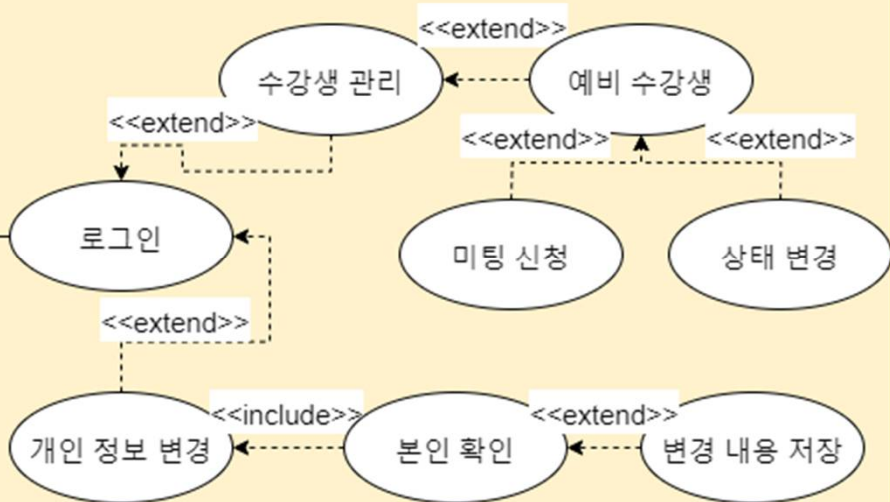 <<extend>>
수강생 관리
예비 수강생
<<extend>>
<<extend>>
<<extend>>
로그인
미팅 신청
상태 변경
<<extend>>
<<include>>
<<extend>>
개인 정보 변경
본인 확인
변경 내용 저장